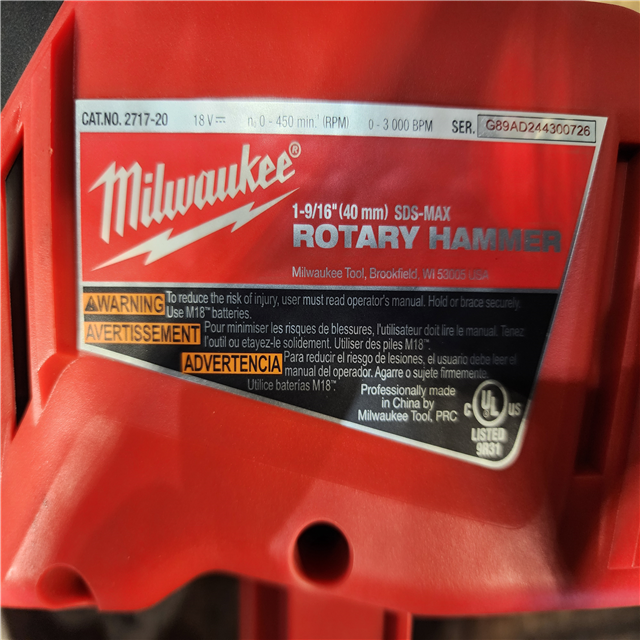 CAT.NO. 2717-20 18 V⎓ n₀ 0 - 450 min.⁻¹ (RPM) 0 - 3 000 BPM SER. G89AD244300726
Milwaukee®
1-9/16" (40 mm) SDS-MAX
ROTARY HAMMER
Milwaukee Tool, Brookfield, WI 53005 USA
WARNING To reduce the risk of injury, user must read operator's manual. Hold or brace securely.
Use M18™ batteries.
AVERTISSEMENT Pour minimiser les risques de blessures, l'utilisateur doit lire le manual. Tenez
l'outil ou etayez-le solidement. Utiliser des piles M18™.
ADVERTENCIA Para reducir el riesgo de lesiones, el usuario debe leer el
manual del operador. Agarre o sujete firmemente.
Utilice baterías M18™.
Professionally made
in China by
Milwaukee Tool, PRC
C UL US
LISTED
9B31